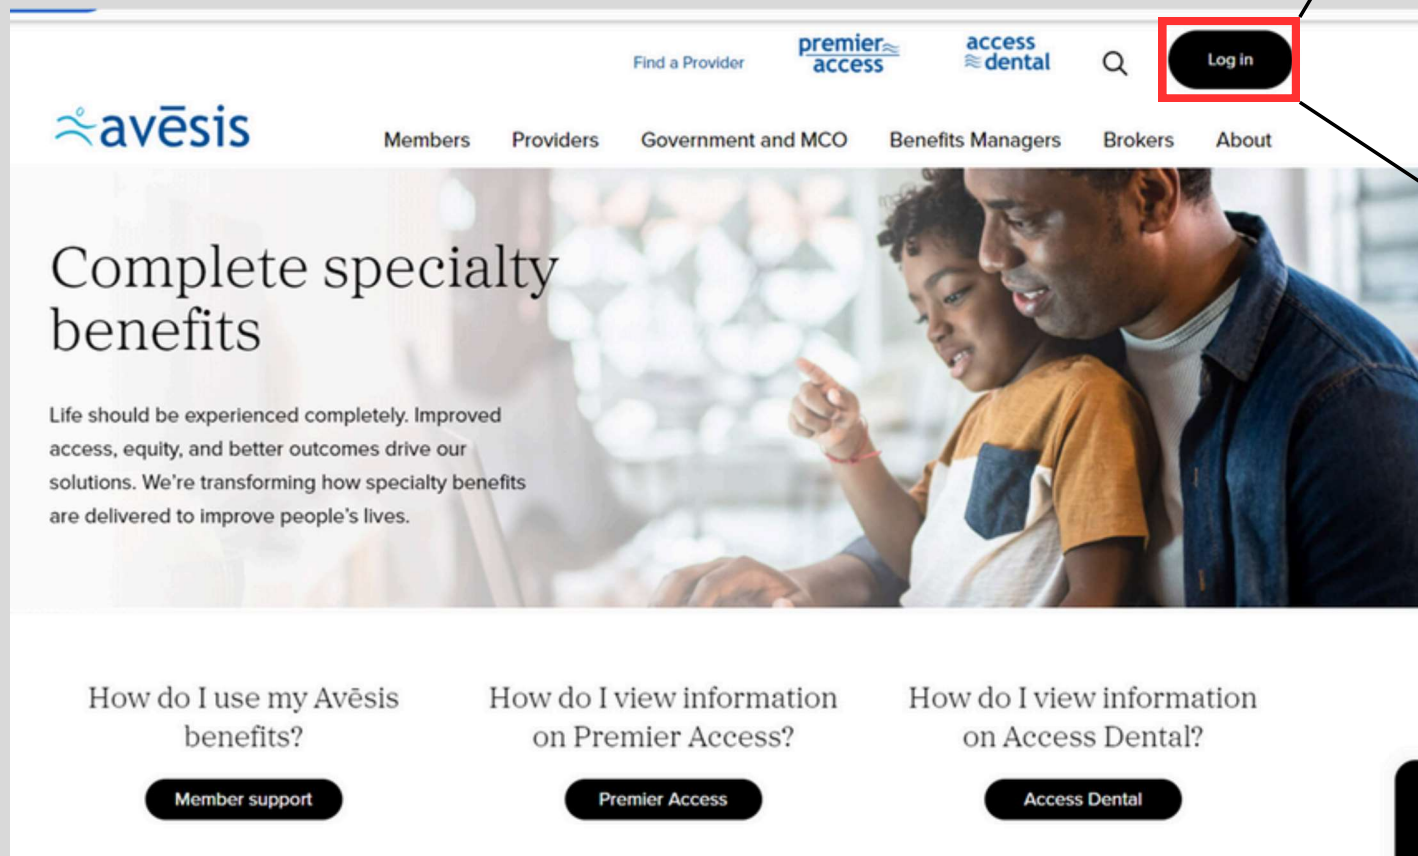 Find a Provider
premier
access
access
dental
Log in
avēsis
Members Providers Government and MCO Benefits Managers Brokers About
Complete specialty
benefits
Life should be experienced completely. Improved
access, equity, and better outcomes drive our
solutions. We're transforming how specialty benefits
are delivered to improve people's lives.
How do I use my Avēsis
benefits?
Member support
How do I view information
on Premier Access?
Premier Access
How do I view information
on Access Dental?
Access Dental